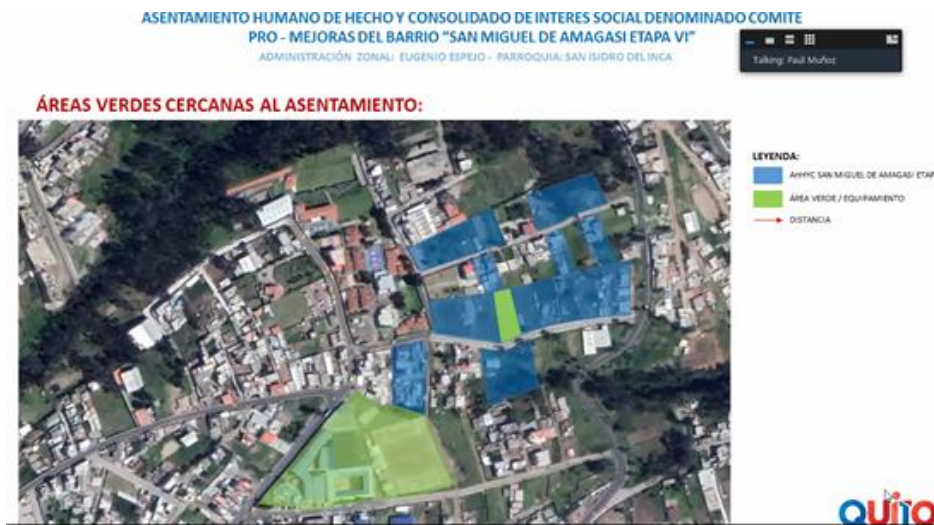 ASENTAMIENTO HUMANO DE HECHO Y CONSOLIDADO DE INTERES SOCIAL DENOMINADO COMITE
PRO - MEJORAS DEL BARRIO "SAN MIGUEL DE AMAGASI ETAPA VI"
ADMINISTRACIÓN ZONAL: EUGENIO ESPEJO - PARROQUIA: SAN ISIDRO DEL INCA
Talking: Paul Muñoz
ÁREAS VERDES CERCANAS AL ASENTAMIENTO:
LEYENDA:
AHHYC SAN MIGUEL DE AMAGASI ETAP
ÁREA VERDE / EQUIPAMIENTO
DISTANCIA
QUITO